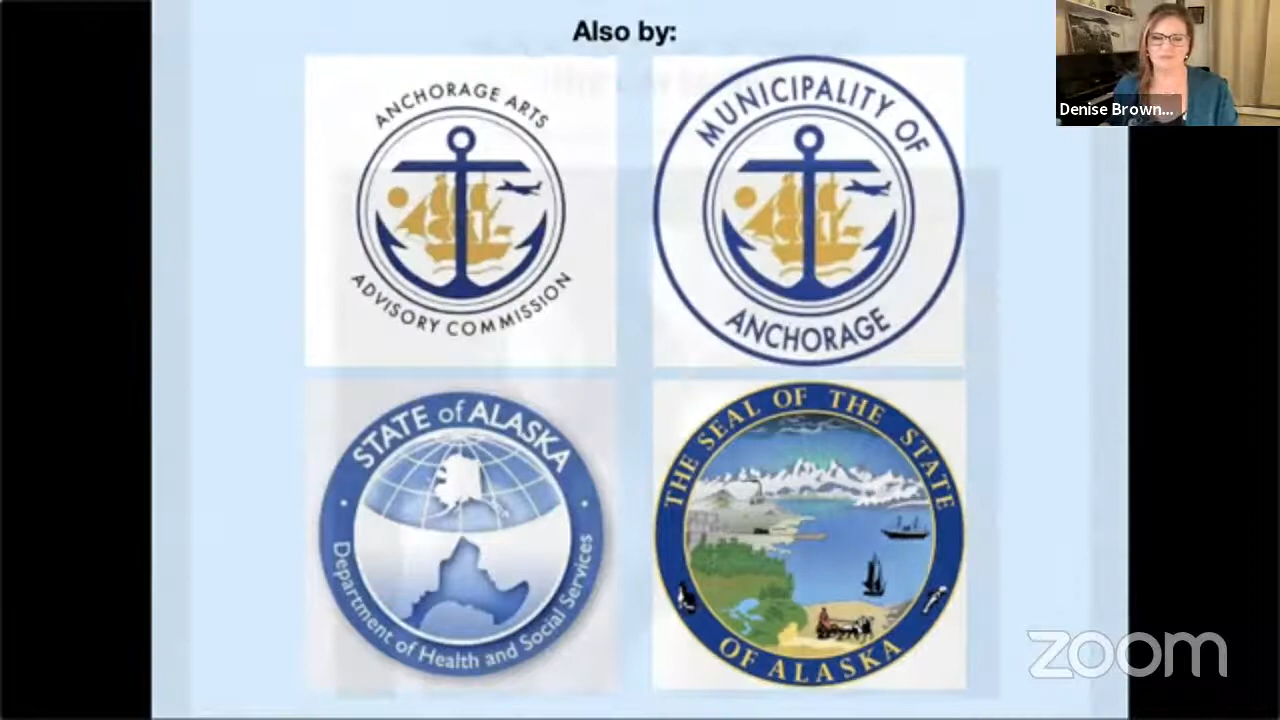 Also by:
Denise Brown...
ANCHORAGE ARTS
ADVISORY COMMISSION
MUNICIPALITY OF
ANCHORAGE
STATE of ALASKA
Department of Health and Social Services
THE SEAL OF THE STATE
OF ALASKA
zoom